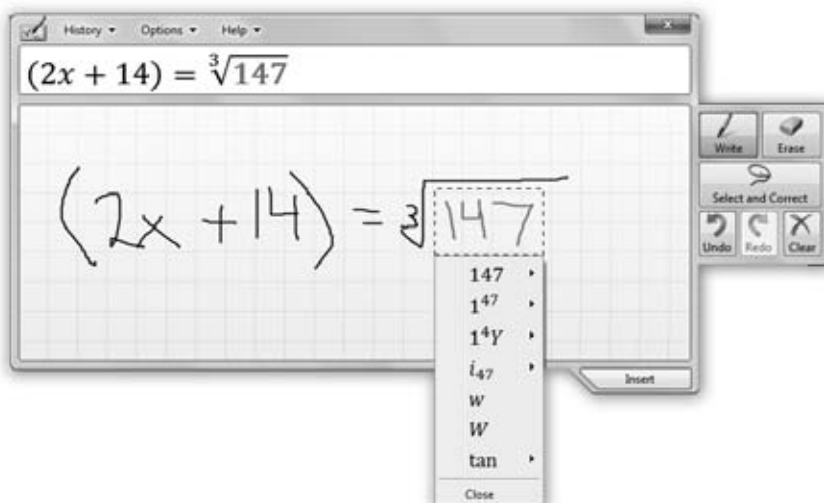 History Options Help x
(2x + 14) = ∛147
(2x + 14) = ∛147
Write Erase
Select and Correct
Undo Redo Clear
147
1⁴⁷
1⁴Y
i₄₇
w
W
tan
Close
Insert